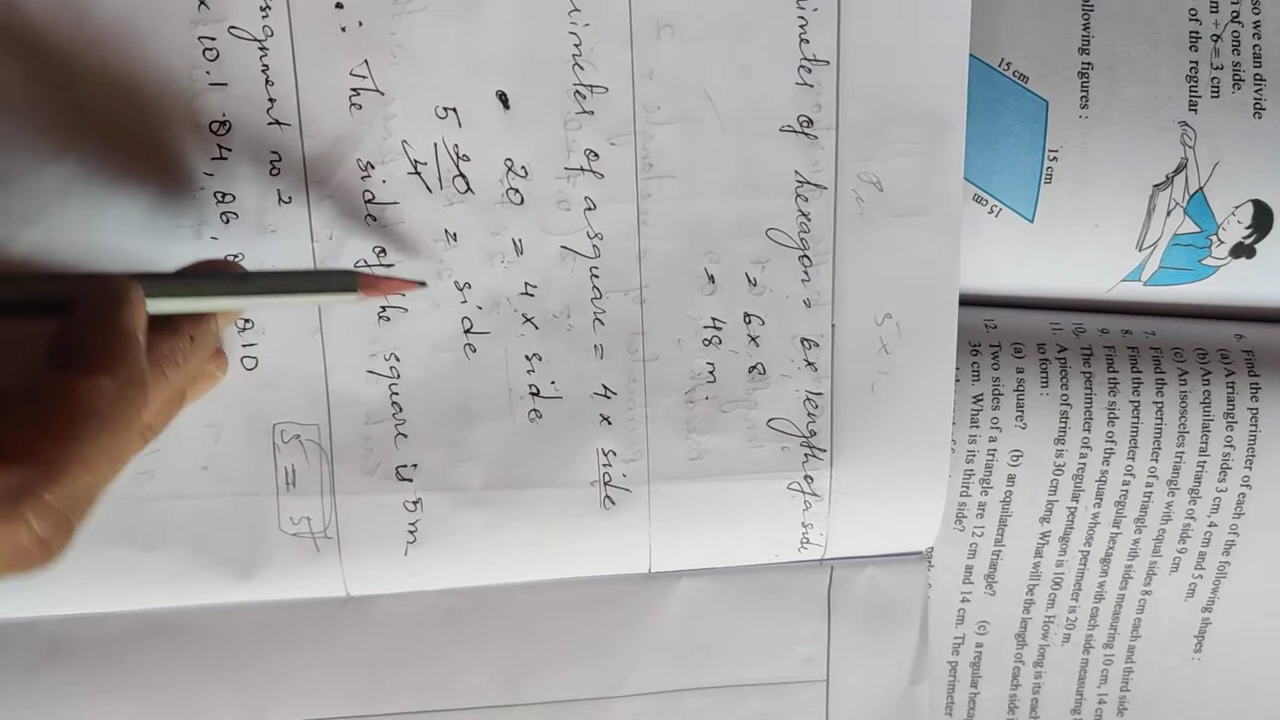 so we can divide
of one side.
m ÷ 6 = 3 cm
of the regular
llowing figures :
15 cm
15 cm
15 cm
6. Find the perimeter of each of the following shapes :
(a) A triangle of sides 3 cm, 4 cm and 5 cm.
(b) An equilateral triangle of side 9 cm.
(c) An isosceles triangle with equal sides 8 cm each and third side
7. Find the perimeter of a triangle with sides measuring 10 cm, 14 cm
8. Find the perimeter of a regular hexagon with each side measuring
9. Find the side of the square whose perimeter is 20 m.
10. The perimeter of a regular pentagon is 100 cm. How long is its each
11. A piece of string is 30 cm long. What will be the length of each side
to form :
(a) a square? (b) an equilateral triangle? (c) a regular hexa
12. Two sides of a triangle are 12 cm and 14 cm. The perimeter
36 cm. What is its third side?
5 x
imeter of hexagon = 6x length of a side
= 6 x 8
= 48 m.
imeter of a square = 4 x side
20 = 4 x side
5 20 = side
4
∴ The side of the square is 5m
signment no 2
x 10.1 Q4, Q6, Q10
5 =